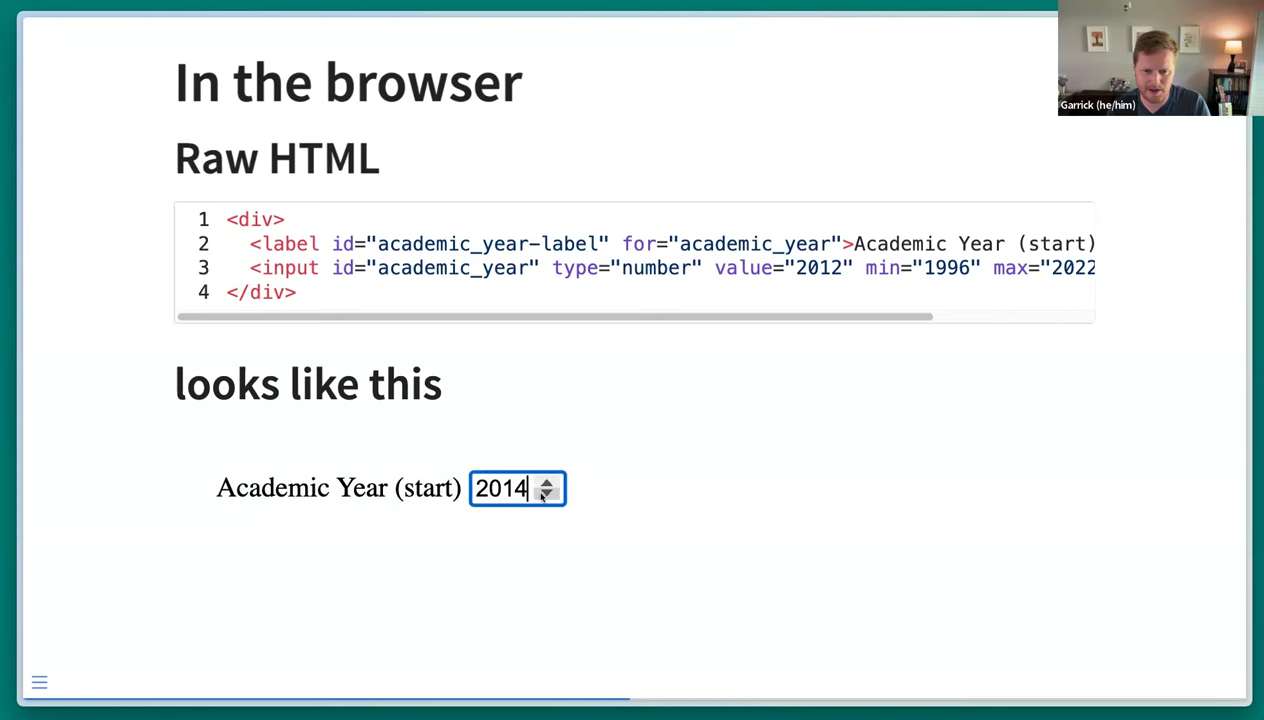 In the browser
Garrick (he/him)
Raw HTML
1 <div>
2 <label id="academic_year-label" for="academic_year">Academic Year (start)
3 <input id="academic_year" type="number" value="2012" min="1996" max="2022
4 </div>
looks like this
Academic Year (start) 2014